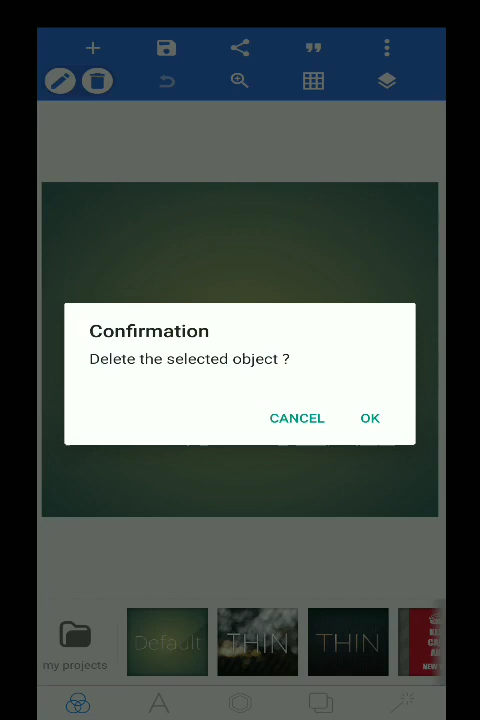 Confirmation
Delete the selected object ?
CANCEL OK
my projects
Default
THIN
THIN